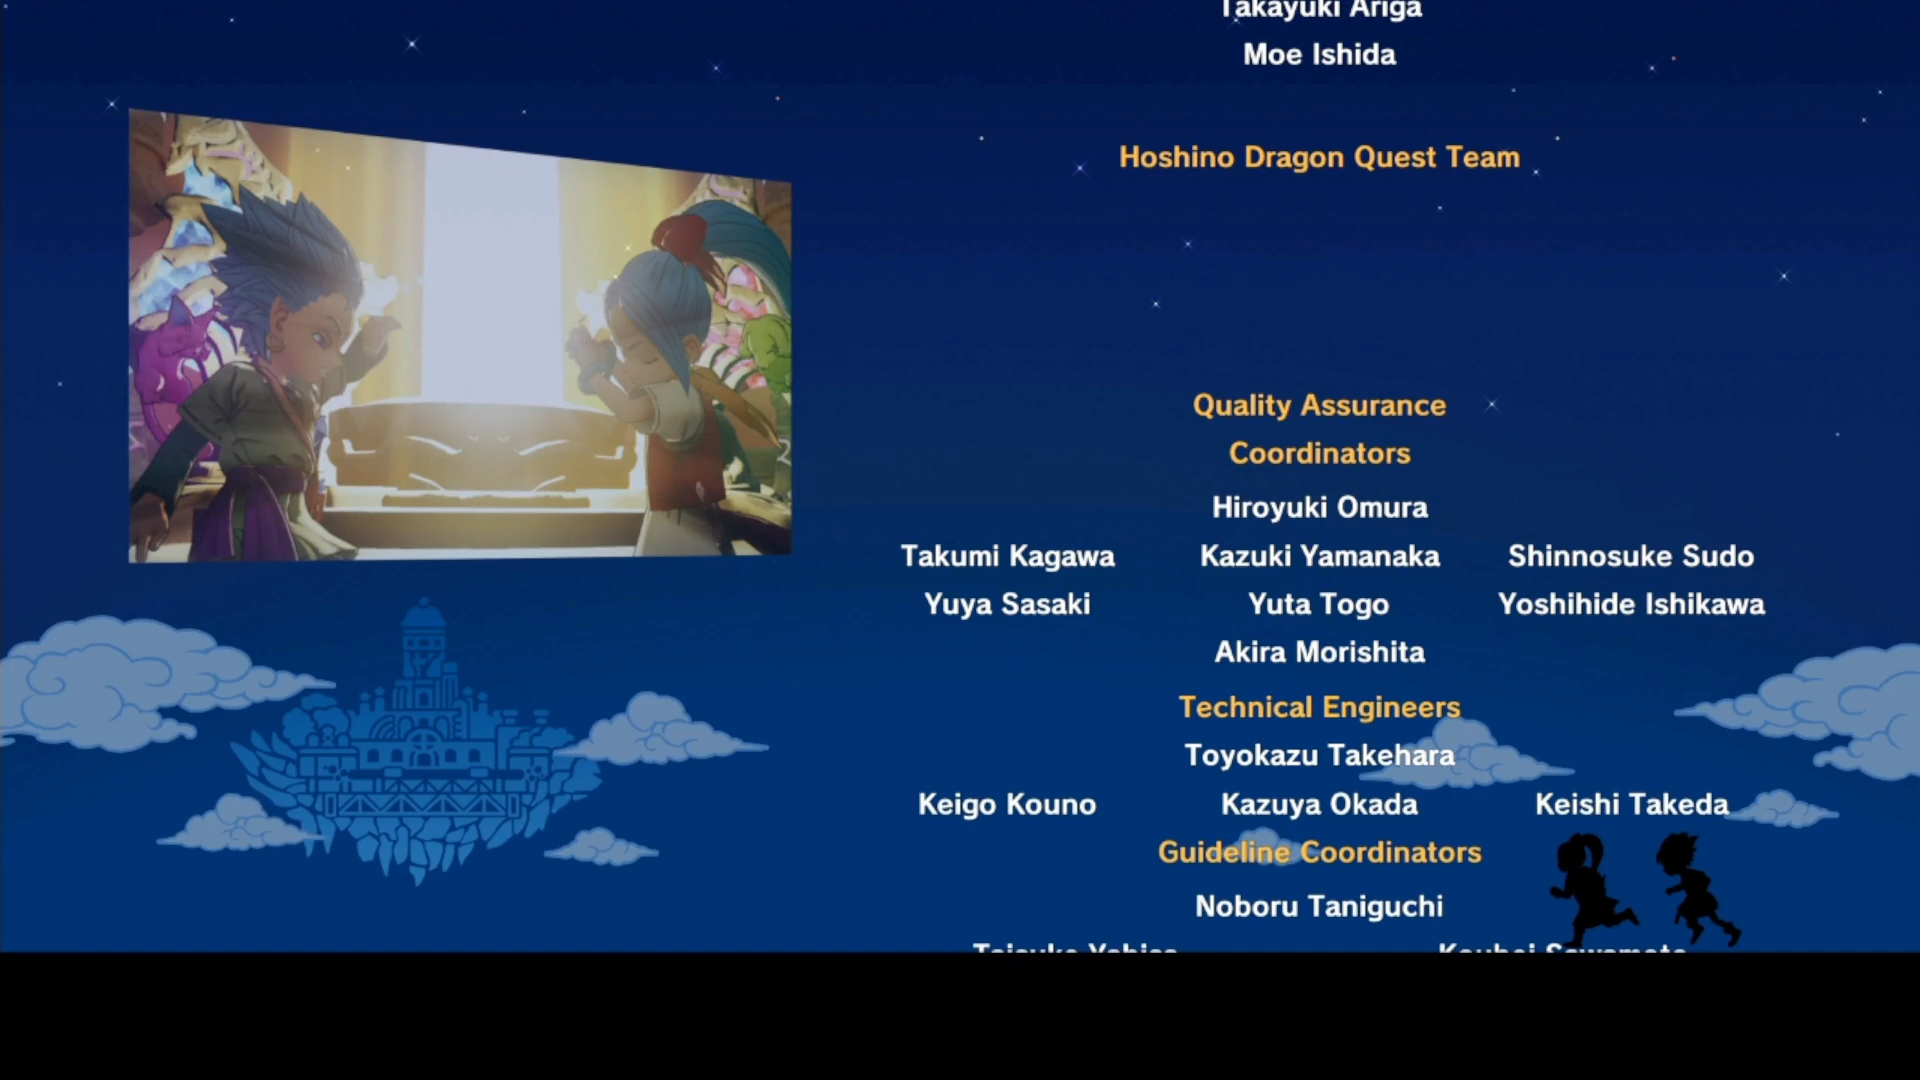 Takayuki Ariga
Moe Ishida
Hoshino Dragon Quest Team
Quality Assurance
Coordinators
Hiroyuki Omura
Takumi Kagawa Kazuki Yamanaka Shinnosuke Sudo
Yuya Sasaki Yuta Togo Yoshihide Ishikawa
Akira Morishita
Technical Engineers
Toyokazu Takehara
Keigo Kouno Kazuya Okada Keishi Takeda
Guideline Coordinators
Noboru Taniguchi